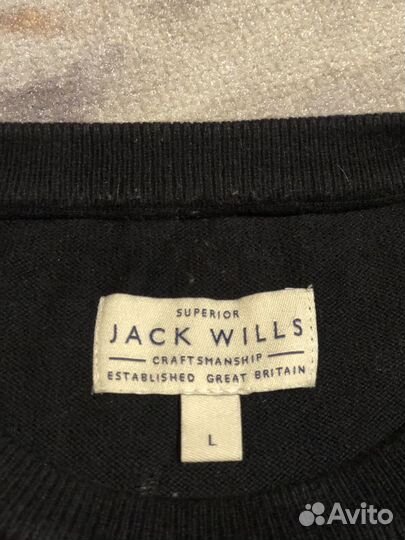 SUPERIOR
JACK WILLS
CRAFTSMANSHIP
ESTABLISHED GREAT BRITAIN
L
Avito